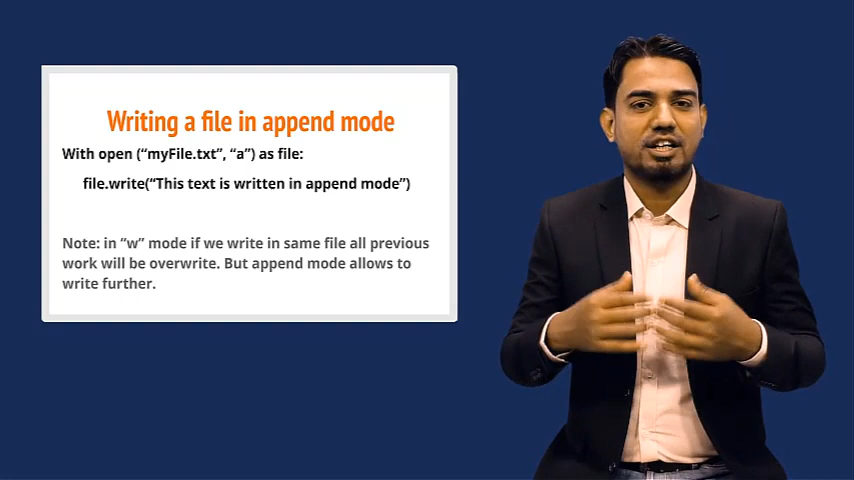 Writing a file in append mode
With open (“myFile.txt”, “a”) as file:
file.write(“This text is written in append mode”)
Note: in “w” mode if we write in same file all previous
work will be overwrite. But append mode allows to
write further.